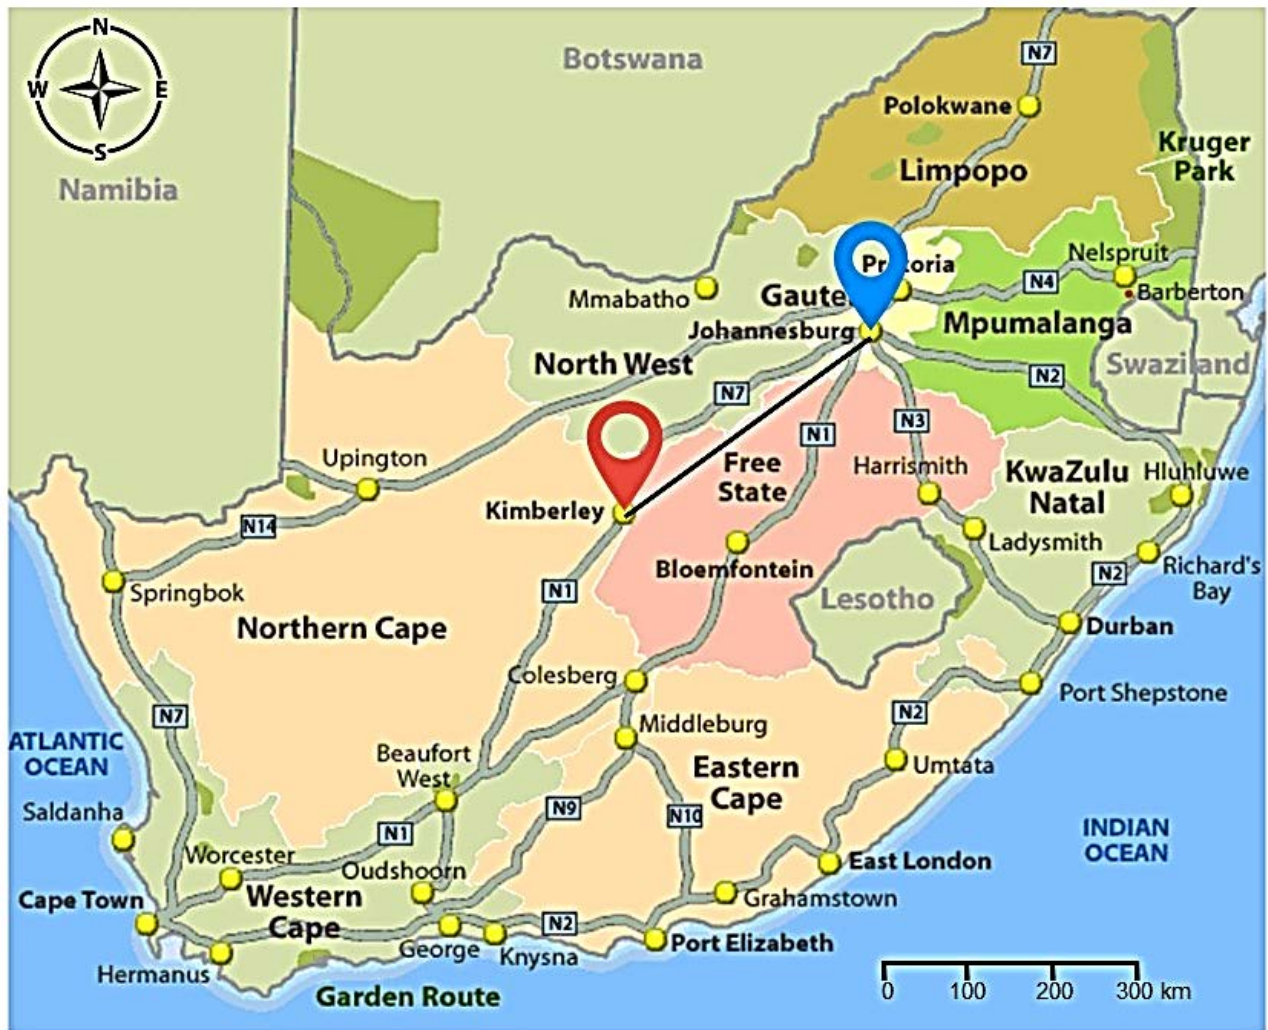 N
W
E
S
Botswana
Namibia
N7
Polokwane
Limpopo
Kruger
Park
Nelspruit
N4
Barberton
Mmabatho
Johannesburg
Mpumalanga
Swaziland
North West
N7
N2
N1
N3
Upington
Free
State
Harrismith
KwaZulu
Natal
Hluhluwe
Kimberley
N14
Ladysmith
Bloemfontein
N2
Richard's
Bay
Springbok
N1
Lesotho
Northern Cape
Durban
Colesberg
Port Shepstone
N7
N2
Middleburg
ATLANTIC
OCEAN
Beaufort
West
Eastern
Cape
Umtata
Saldanha
N9
N10
N1
INDIAN
OCEAN
Worcester
Oudshoorn
East London
Cape Town
Western
Cape
Grahamstown
N2
George
Knysna
Port Elizabeth
Hermanus
Garden Route
0 100 200 300 km